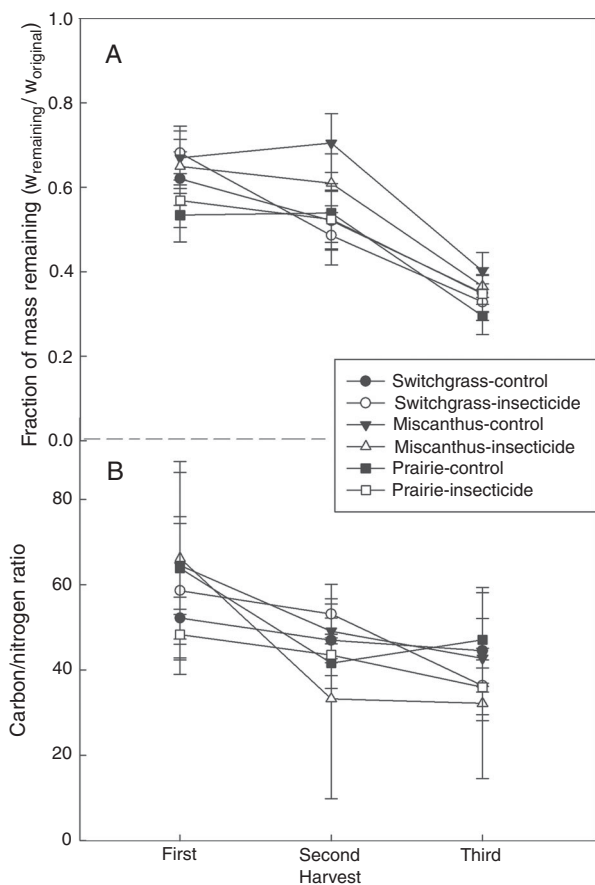 A
Fraction of mass remaining (wremaining/ woriginal)
1.0
0.8
0.6
0.4
0.2
0.0
Switchgrass-control
Switchgrass-insecticide
Miscanthus-control
Miscanthus-insecticide
Prairie-control
Prairie-insecticide
B
Carbon/nitrogen ratio
80
60
40
20
0
First
Second
Third
Harvest